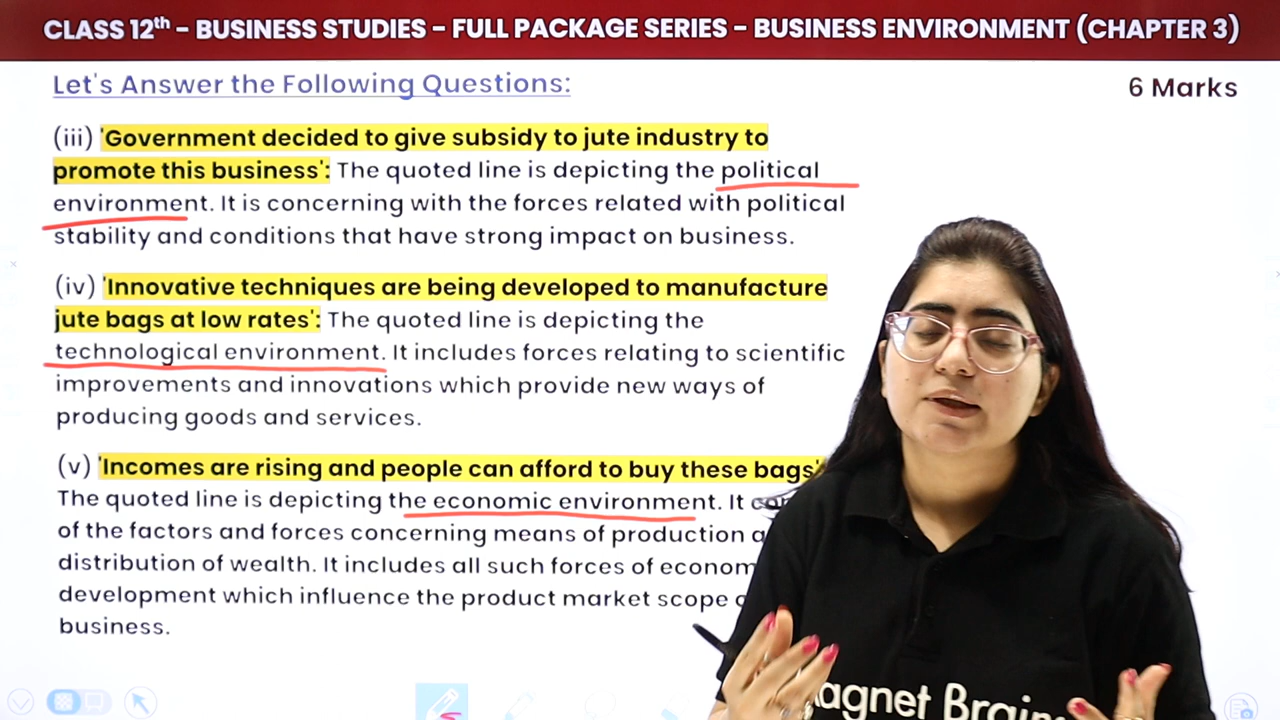 CLASS 12th - BUSINESS STUDIES - FULL PACKAGE SERIES - BUSINESS ENVIRONMENT (CHAPTER 3)
Let's Answer the Following Questions:
6 Marks
(iii) 'Government decided to give subsidy to jute industry to
promote this business': The quoted line is depicting the political
environment. It is concerning with the forces related with political
stability and conditions that have strong impact on business.
(iv) 'Innovative techniques are being developed to manufacture
jute bags at low rates': The quoted line is depicting the
technological environment. It includes forces relating to scientific
improvements and innovations which provide new ways of
producing goods and services.
(v) 'Incomes are rising and people can afford to buy these bags'
The quoted line is depicting the economic environment. It
of the factors and forces concerning means of production
distribution of wealth. It includes all such forces of
development which influence the product market scope
business.